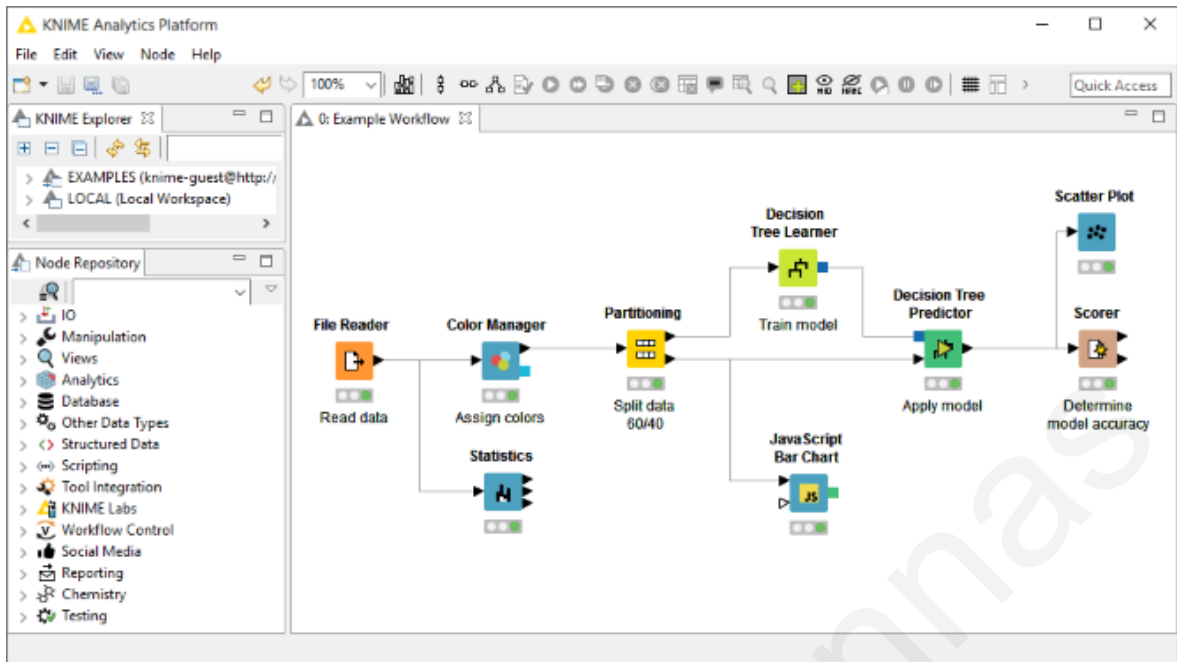 KNIME Analytics Platform
File Edit View Node Help
100%
Quick Access
KNIME Explorer
EXAMPLES (knime-guest@http://
LOCAL (Local Workspace)
Node Repository
IO
Manipulation
Views
Analytics
Database
Other Data Types
Structured Data
Scripting
Tool Integration
KNIME Labs
Workflow Control
Social Media
Reporting
Chemistry
Testing
0: Example Workflow
File Reader
Read data
Color Manager
Assign colors
Statistics
Partitioning
Split data
60/40
Decision
Tree Learner
Train model
JavaScript
Bar Chart
JS
Decision Tree
Predictor
Apply model
Scatter Plot
Scorer
Determine
model accuracy